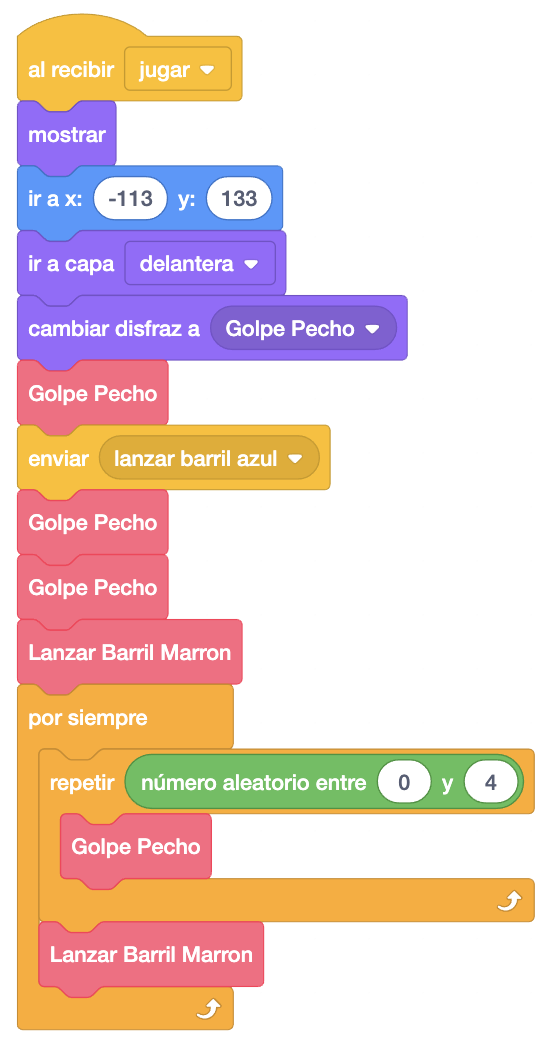 al recibir jugar
mostrar
ir a x: -113 y: 133
ir a capa delantera
cambiar disfraz a Golpe Pecho
Golpe Pecho
enviar lanzar barril azul
Golpe Pecho
Golpe Pecho
Lanzar Barril Marron
por siempre
repetir número aleatorio entre 0 y 4
Golpe Pecho
Lanzar Barril Marron